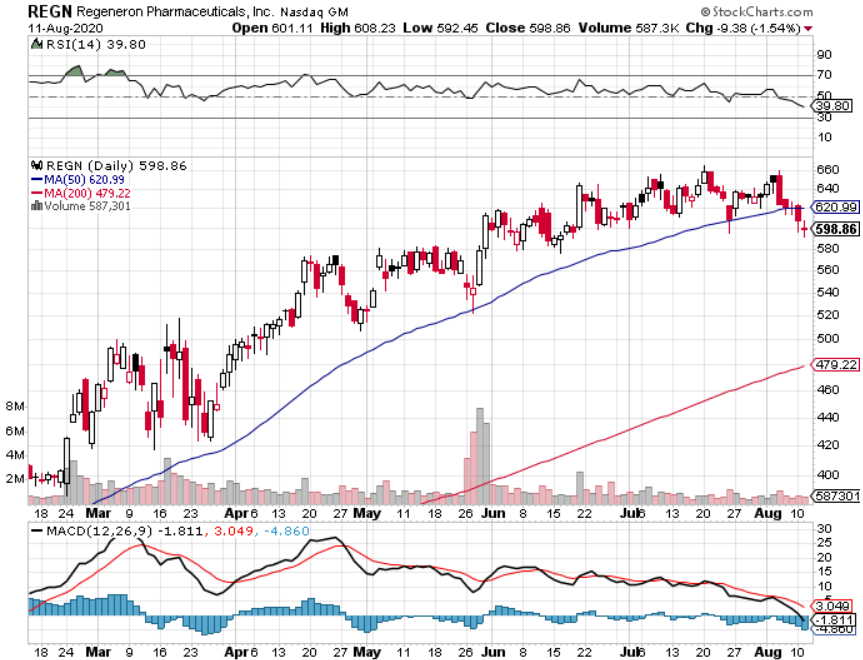 REGN Regeneron Pharmaceuticals, Inc. Nasdaq GM © StockCharts.com
11-Aug-2020 Open 601.11 High 608.23 Low 592.45 Close 598.86 Volume 587.3K Chg -9.38 (-1.54%)
RSI(14) 39.80
90
70
50
39.80
30
10
REGN (Daily) 598.86
MA(50) 620.99
MA(200) 479.22
Volume 587,301
660
640
620.99
598.86
580
560
540
520
500
479.22
460
440
420
400
587301
8M
6M
4M
2M
18 24 Mar 9 16 23 Apr 6 13 20 27 May 11 18 26 Jun 8 15 22 Jul 6 13 20 27 Aug 10
MACD(12,26,9) -1.811, 3.049, -4.860
30
25
20
15
10
5
3.049
-1.811
-4.860
18 24 Mar 9 16 23 Apr 6 13 20 27 May 11 18 26 Jun 8 15 22 Jul 6 13 20 27 Aug 10